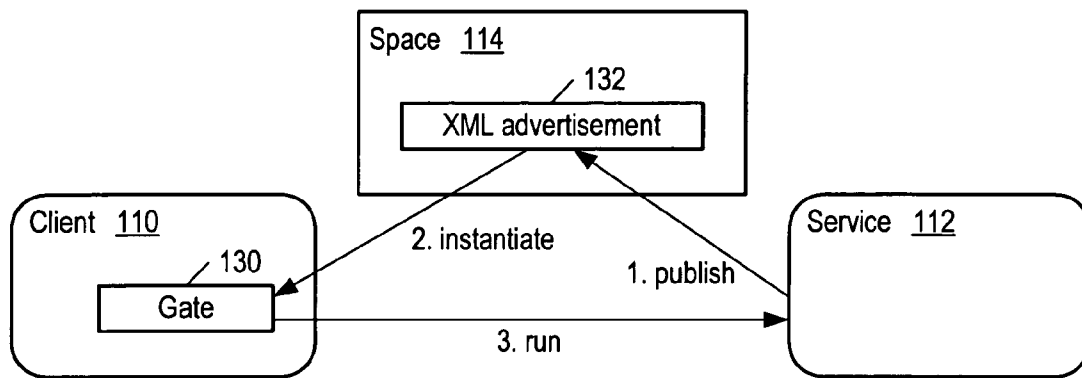 Space 114
132
XML advertisement
Client 110
2. instantiate
Service 112
130
1. publish
Gate
3. run